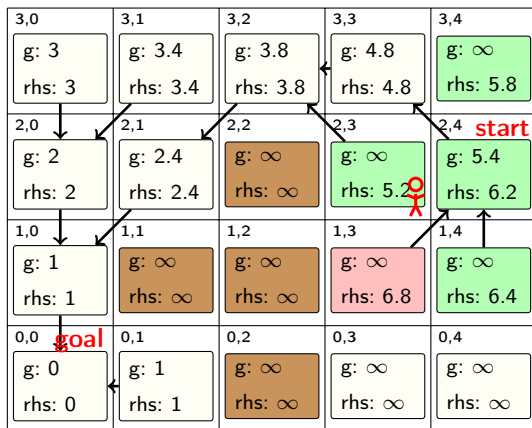 3,0 3,1 3,2 3,3 3,4
g: 3 g: 3.4 g: 3.8 g: 4.8 g: ∞
rhs: 3 rhs: 3.4 rhs: 3.8 rhs: 4.8 rhs: 5.8
2,0 2,1 2,2 2,3 2,4 start
g: 2 g: 2.4 g: ∞ g: ∞ g: 5.4
rhs: 2 rhs: 2.4 rhs: ∞ rhs: 5.2 rhs: 6.2
1,0 1,1 1,2 1,3 1,4
g: 1 g: ∞ g: ∞ g: ∞ g: ∞
rhs: 1 rhs: ∞ rhs: ∞ rhs: 6.8 rhs: 6.4
0,0 goal 0,1 0,2 0,3 0,4
g: 0 g: 1 g: ∞ g: ∞ g: ∞
rhs: 0 rhs: 1 rhs: ∞ rhs: ∞ rhs: ∞